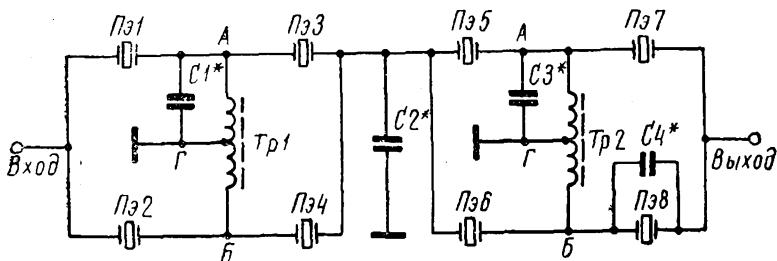 Пэ1 А Пэ3 Пэ5 А Пэ7
С1* С3*
Вход Г Тр1 С2* Г Тр2 С4* Выход
Пэ2 Пэ4 Пэ6 Пэ8
Б Б